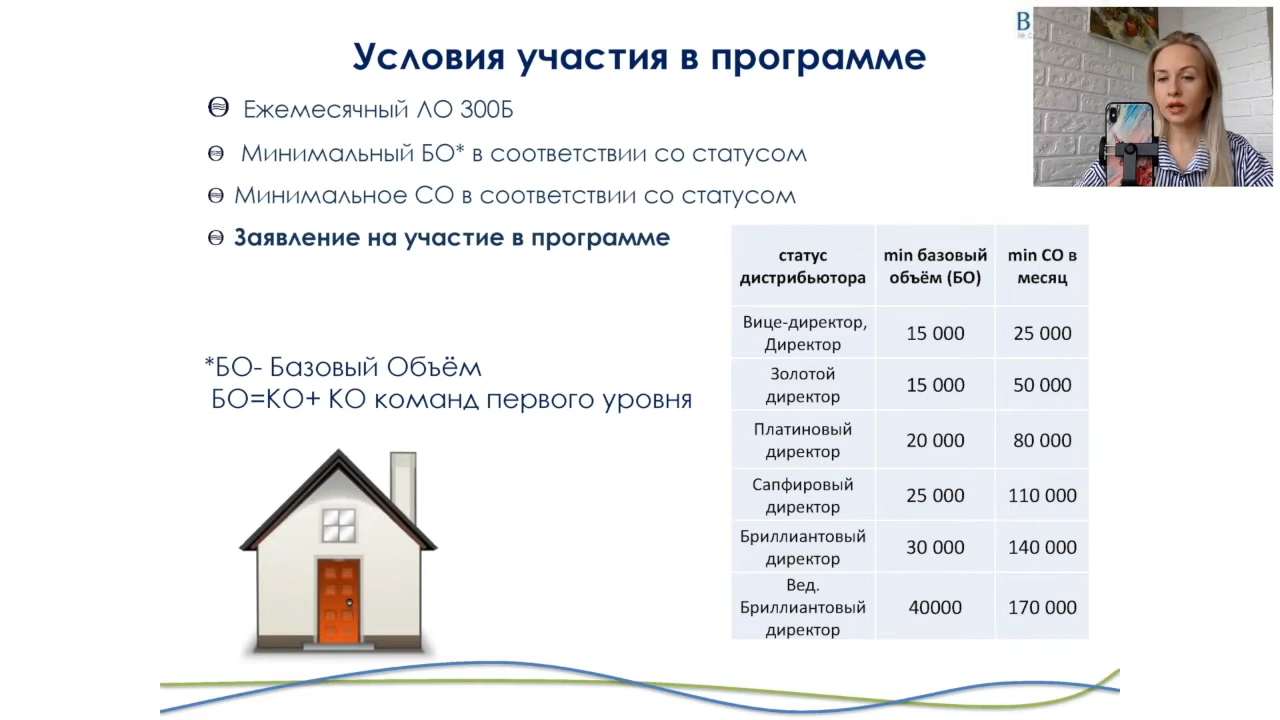 Условия участия в программе
Ежемесячный ЛО 300Б
Минимальный БО* в соответствии со статусом
Минимальное СО в соответствии со статусом
Заявление на участие в программе
*БО- Базовый Объём
БО=КО+ КО команд первого уровня
статус дистрибьютора min базовый объём (БО) min СО в месяц
Вице-директор, Директор 15 000 25 000
Золотой директор 15 000 50 000
Платиновый директор 20 000 80 000
Сапфировый директор 25 000 110 000
Бриллиантовый директор 30 000 140 000
Вед. Бриллиантовый директор 40000 170 000